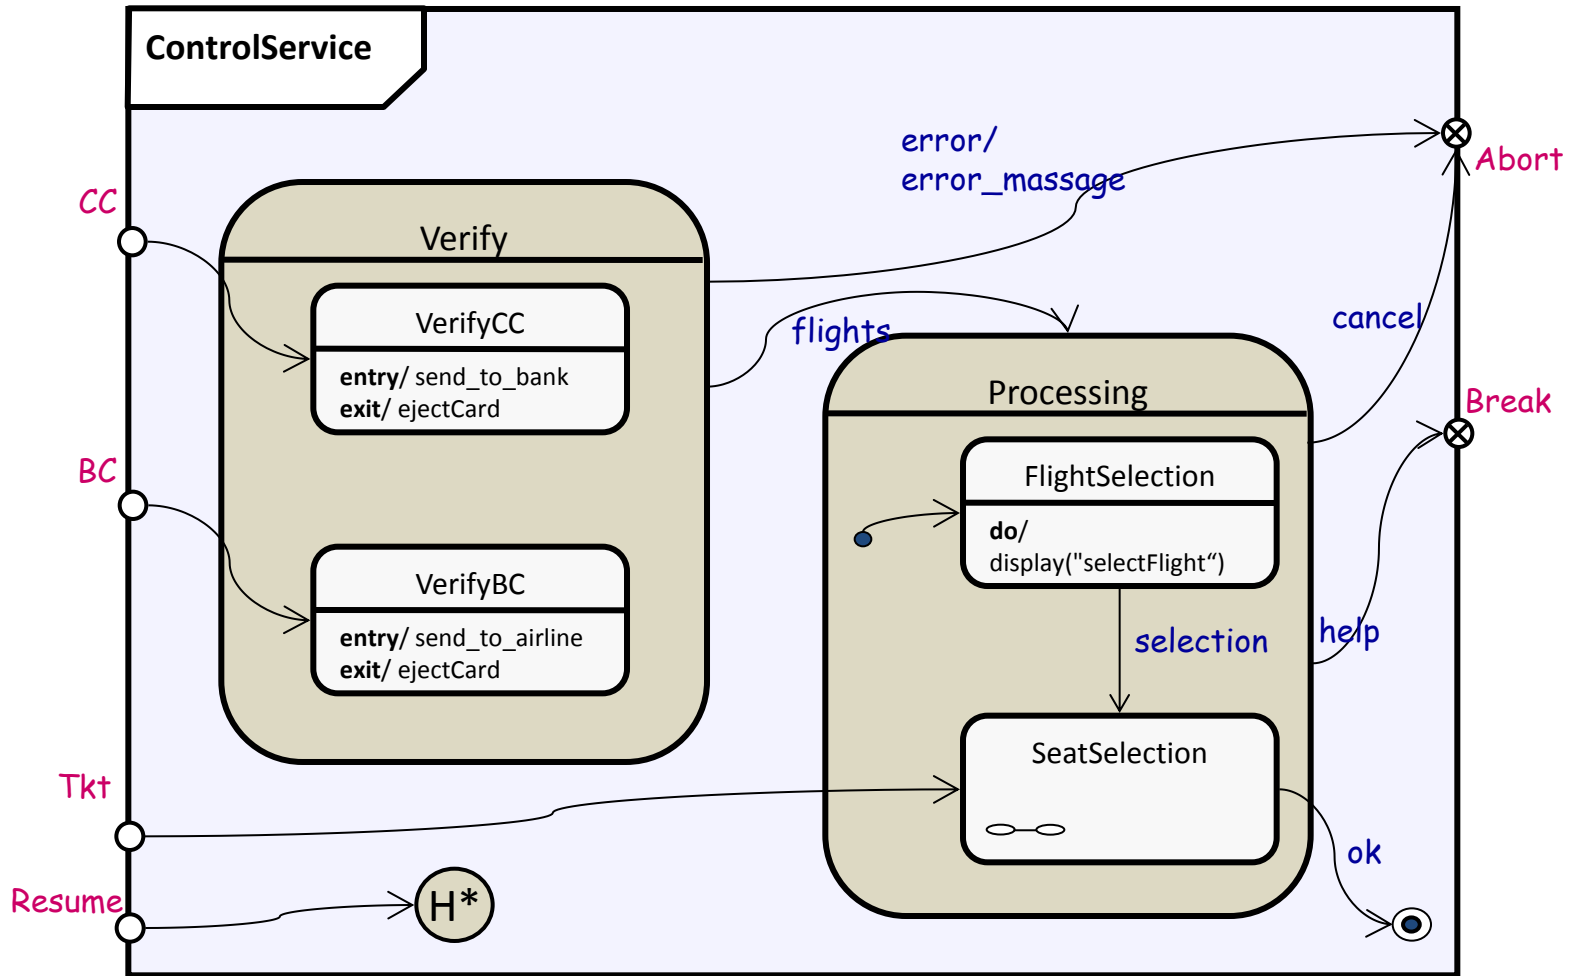 ControlService
error/
error_massage
Abort
CC
Verify
VerifyCC
entry/ send_to_bank
exit/ ejectCard
flights
cancel
Processing
Break
BC
FlightSelection
do/
display("selectFlight“)
VerifyBC
entry/ send_to_airline
exit/ ejectCard
selection
help
SeatSelection
Tkt
ok
Resume
H*